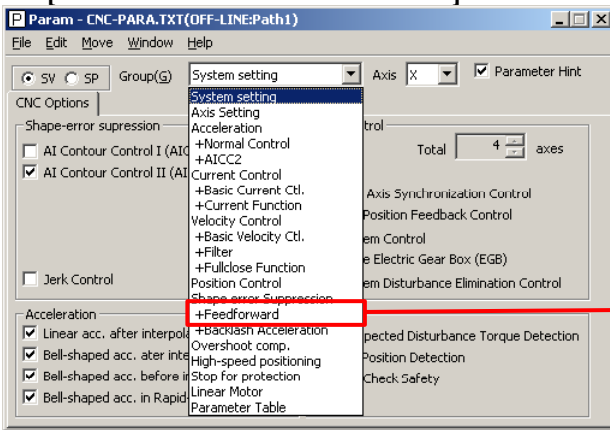 Param - CNC-PARA.TXT(OFF-LINE:Path1)
File Edit Move Window Help
SV SP Group(G) System setting Axis X Parameter Hint
CNC Options
System setting
Axis Setting
Acceleration
+Normal Control
+AICC2
Current Control
+Basic Current Ctl.
+Current Function
Velocity Control
+Basic Velocity Ctl.
+Filter
+Fullclose Function
Position Control
Shape error Suppression
+Feedforward
+Backlash Acceleration
Overshoot comp.
High-speed positioning
Stop for protection
Linear Motor
Parameter Table
Shape-error supression
AI Contour Control I (AIC
AI Contour Control II (AI
Jerk Control
trol
Total 4 axes
Axis Synchronization Control
Position Feedback Control
em Control
e Electric Gear Box (EGB)
em Disturbance Elimination Control
Acceleration
Linear acc. after interpola
Bell-shaped acc. ater inte
Bell-shaped acc. before i
Bell-shaped acc. in Rapid-
pected Disturbance Torque Detection
Position Detection
Check Safety